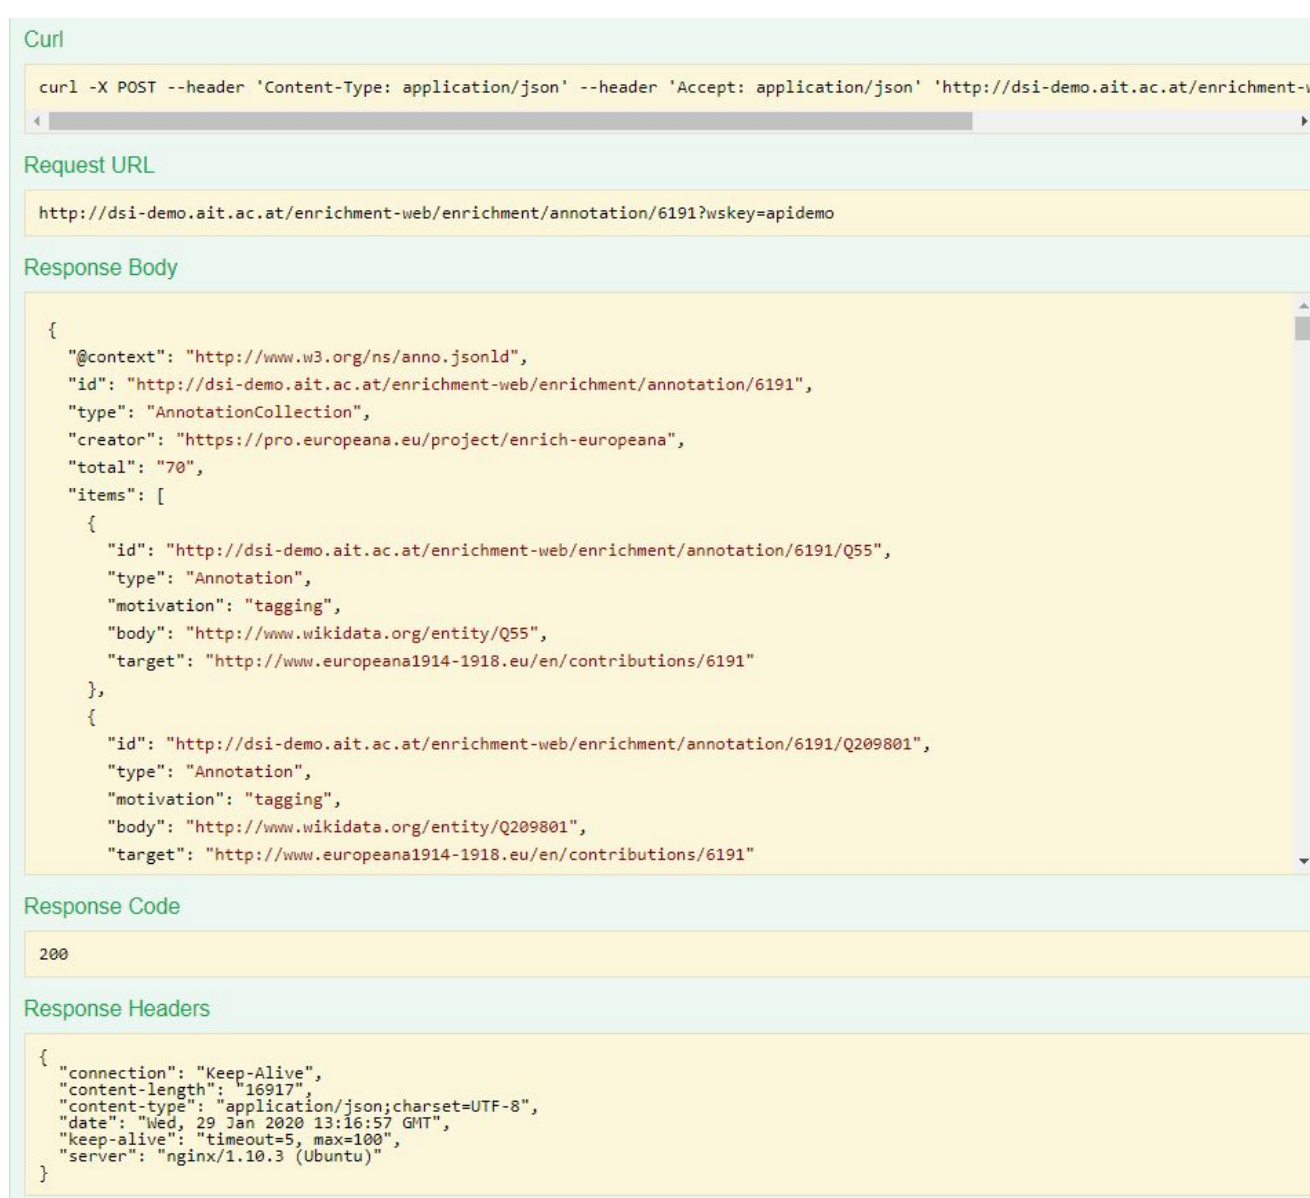 Curl
curl -X POST --header 'Content-Type: application/json' --header 'Accept: application/json' 'http://dsi-demo.ait.ac.at/enrichment-
Request URL
http://dsi-demo.ait.ac.at/enrichment-web/enrichment/annotation/6191?wskey=apidemo
Response Body
{
"@context": "http://www.w3.org/ns/anno.jsonld",
"id": "http://dsi-demo.ait.ac.at/enrichment-web/enrichment/annotation/6191",
"type": "AnnotationCollection",
"creator": "https://pro.europeana.eu/project/enrich-europeana",
"total": "70",
"items": [
{
"id": "http://dsi-demo.ait.ac.at/enrichment-web/enrichment/annotation/6191/Q55",
"type": "Annotation",
"motivation": "tagging",
"body": "http://www.wikidata.org/entity/Q55",
"target": "http://www.europeana1914-1918.eu/en/contributions/6191"
},
{
"id": "http://dsi-demo.ait.ac.at/enrichment-web/enrichment/annotation/6191/Q209801",
"type": "Annotation",
"motivation": "tagging",
"body": "http://www.wikidata.org/entity/Q209801",
"target": "http://www.europeana1914-1918.eu/en/contributions/6191"
Response Code
200
Response Headers
{
"connection": "Keep-Alive",
"content-length": "16917",
"content-type": "application/json;charset=UTF-8",
"date": "Wed, 29 Jan 2020 13:16:57 GMT",
"keep-alive": "timeout=5, max=100",
"server": "nginx/1.10.3 (Ubuntu)"
}